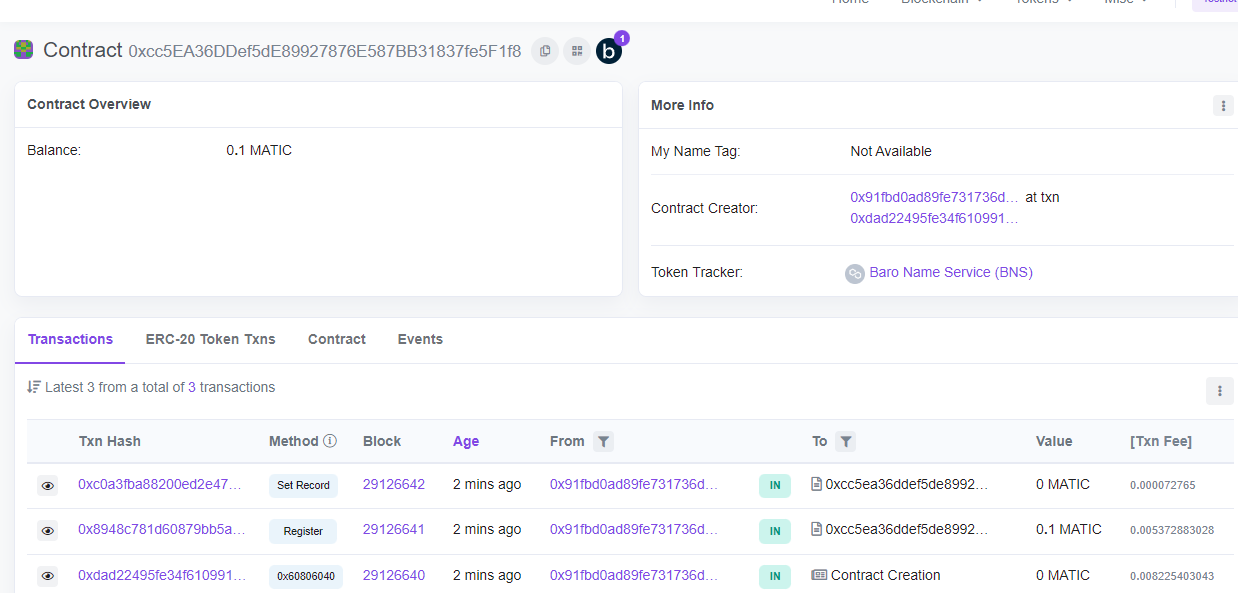 Home Blockchain Tokens Misc
Contract 0xcc5EA36DDef5dE89927876E587BB31837fe5F1f8 b 1
Contract Overview
Balance: 0.1 MATIC
More Info
My Name Tag: Not Available
Contract Creator: 0x91fbd0ad89fe731736d… at txn
0xdad22495fe34f610991…
Token Tracker: Baro Name Service (BNS)
Transactions ERC-20 Token Txns Contract Events
Latest 3 from a total of 3 transactions
Txn Hash Method Block Age From To Value [Txn Fee]
0xc0a3fba88200ed2e47… Set Record 29126642 2 mins ago 0x91fbd0ad89fe731736d… IN 0xcc5ea36ddef5de8992… 0 MATIC 0.000072765
0x8948c781d60879bb5a… Register 29126641 2 mins ago 0x91fbd0ad89fe731736d… IN 0xcc5ea36ddef5de8992… 0.1 MATIC 0.005372883028
0xdad22495fe34f610991… 0x60806040 29126640 2 mins ago 0x91fbd0ad89fe731736d… IN Contract Creation 0 MATIC 0.008225403043